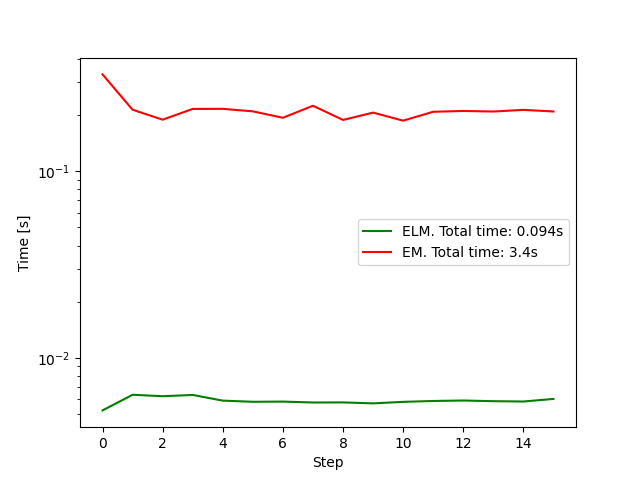 Time [s]
10⁻¹
10⁻²
ELM. Total time: 0.094s
EM. Total time: 3.4s
0 2 4 6 8 10 12 14
Step